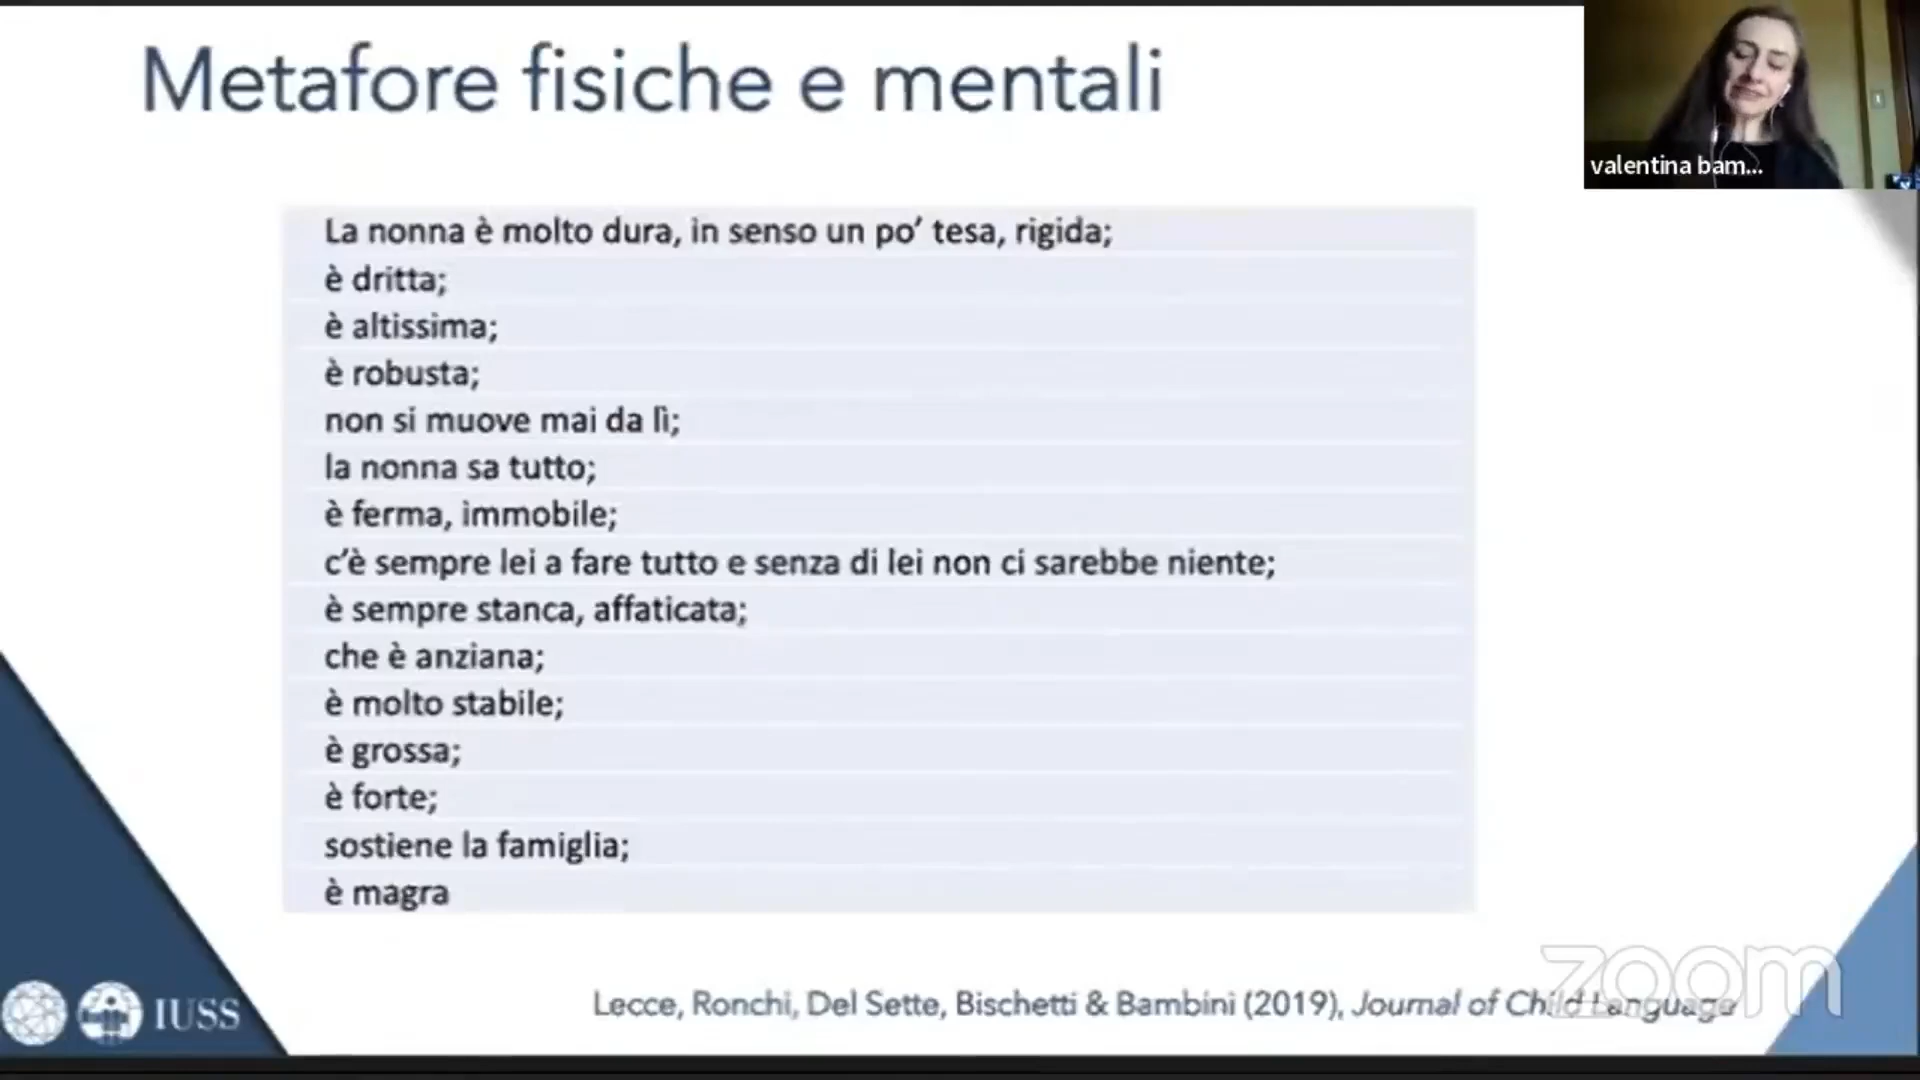 Metafore fisiche e mentali
valentina bam...
La nonna è molto dura, in senso un po' tesa, rigida;
è dritta;
è altissima;
è robusta;
non si muove mai da lì;
la nonna sa tutto;
è ferma, immobile;
c'è sempre lei a fare tutto e senza di lei non ci sarebbe niente;
è sempre stanca, affaticata;
che è anziana;
è molto stabile;
è grossa;
è forte;
sostiene la famiglia;
è magra
Lecce, Ronchi, Del Sette, Bischetti & Bambini (2019), Journal of Child Language
zoom
IUSS